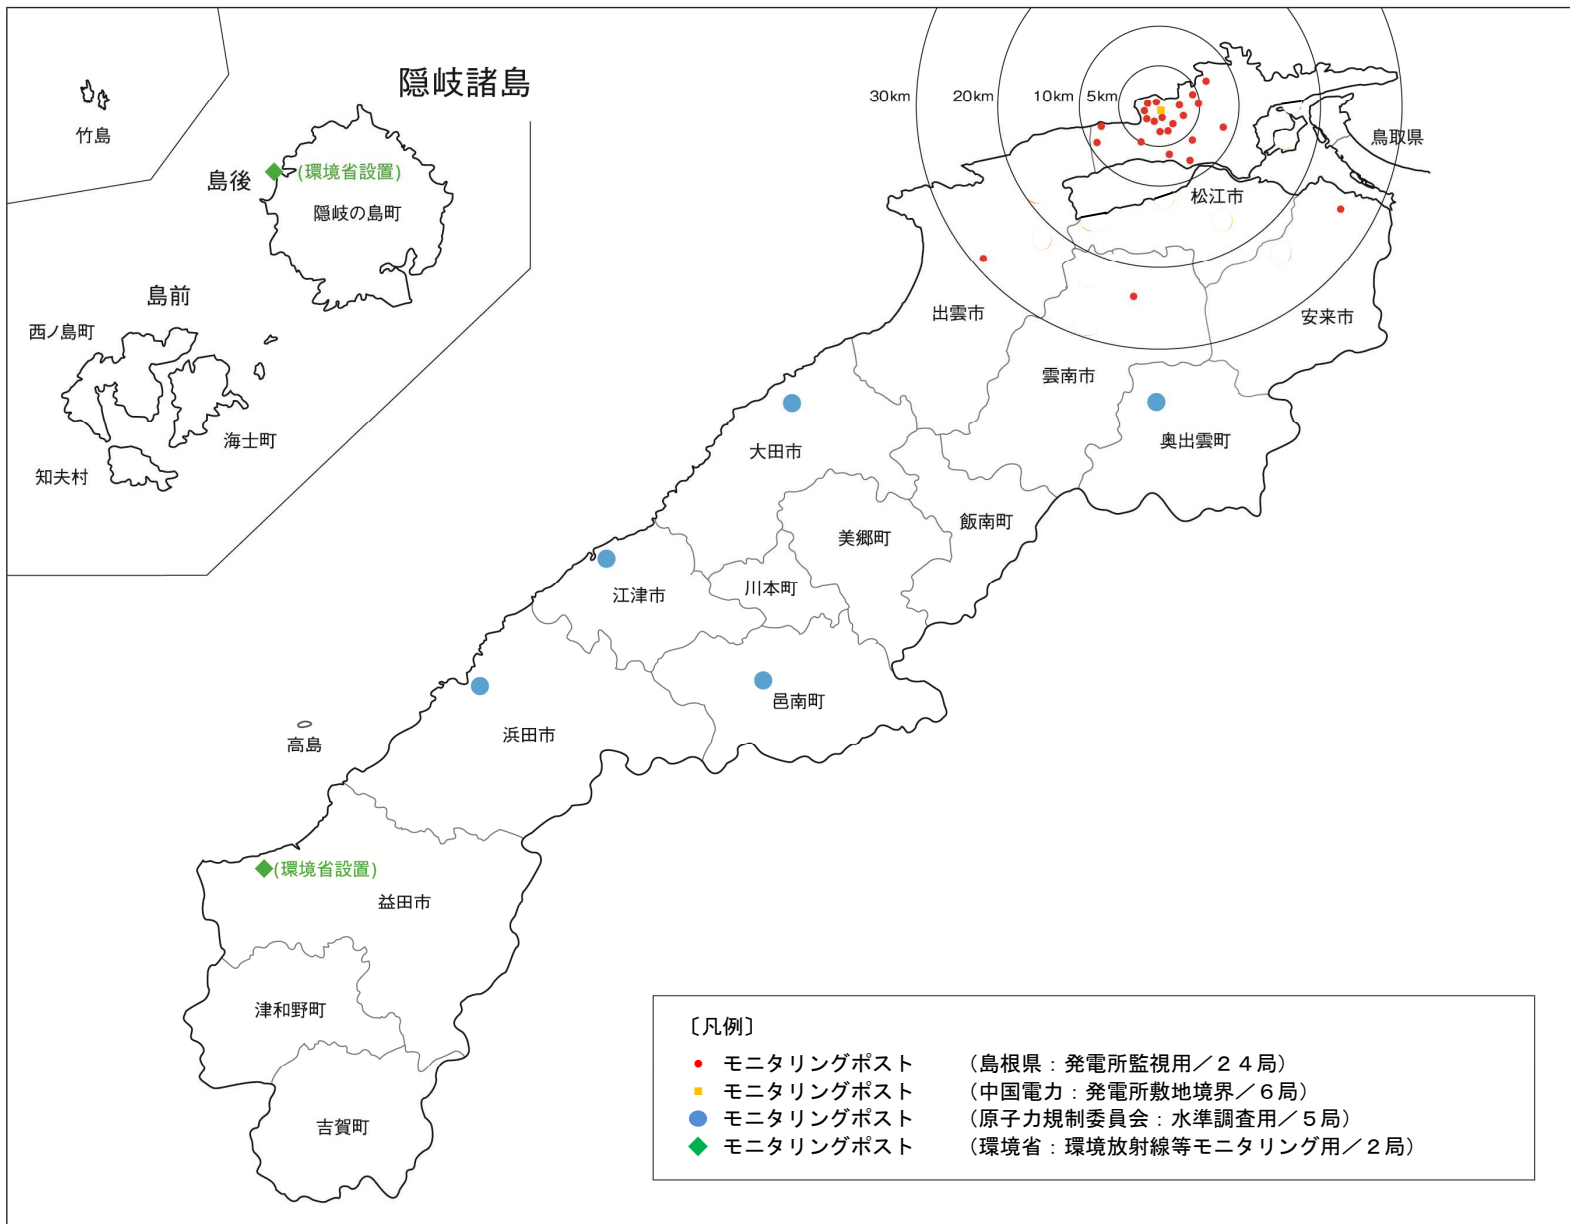 隠岐諸島
竹島
島後
(環境省設置)
隠岐の島町
島前
西ノ島町
海士町
知夫村
30km
20km
10km
5km
鳥取県
松江市
出雲市
安来市
雲南市
奥出雲町
大田市
飯南町
美郷町
川本町
江津市
邑南町
浜田市
高島
(環境省設置)
益田市
津和野町
吉賀町
〔凡例〕
モニタリングポスト （島根県：発電所監視用／２４局）
モニタリングポスト （中国電力：発電所敷地境界／６局）
モニタリングポスト （原子力規制委員会：水準調査用／５局）
モニタリングポスト （環境省：環境放射線等モニタリング用／２局）